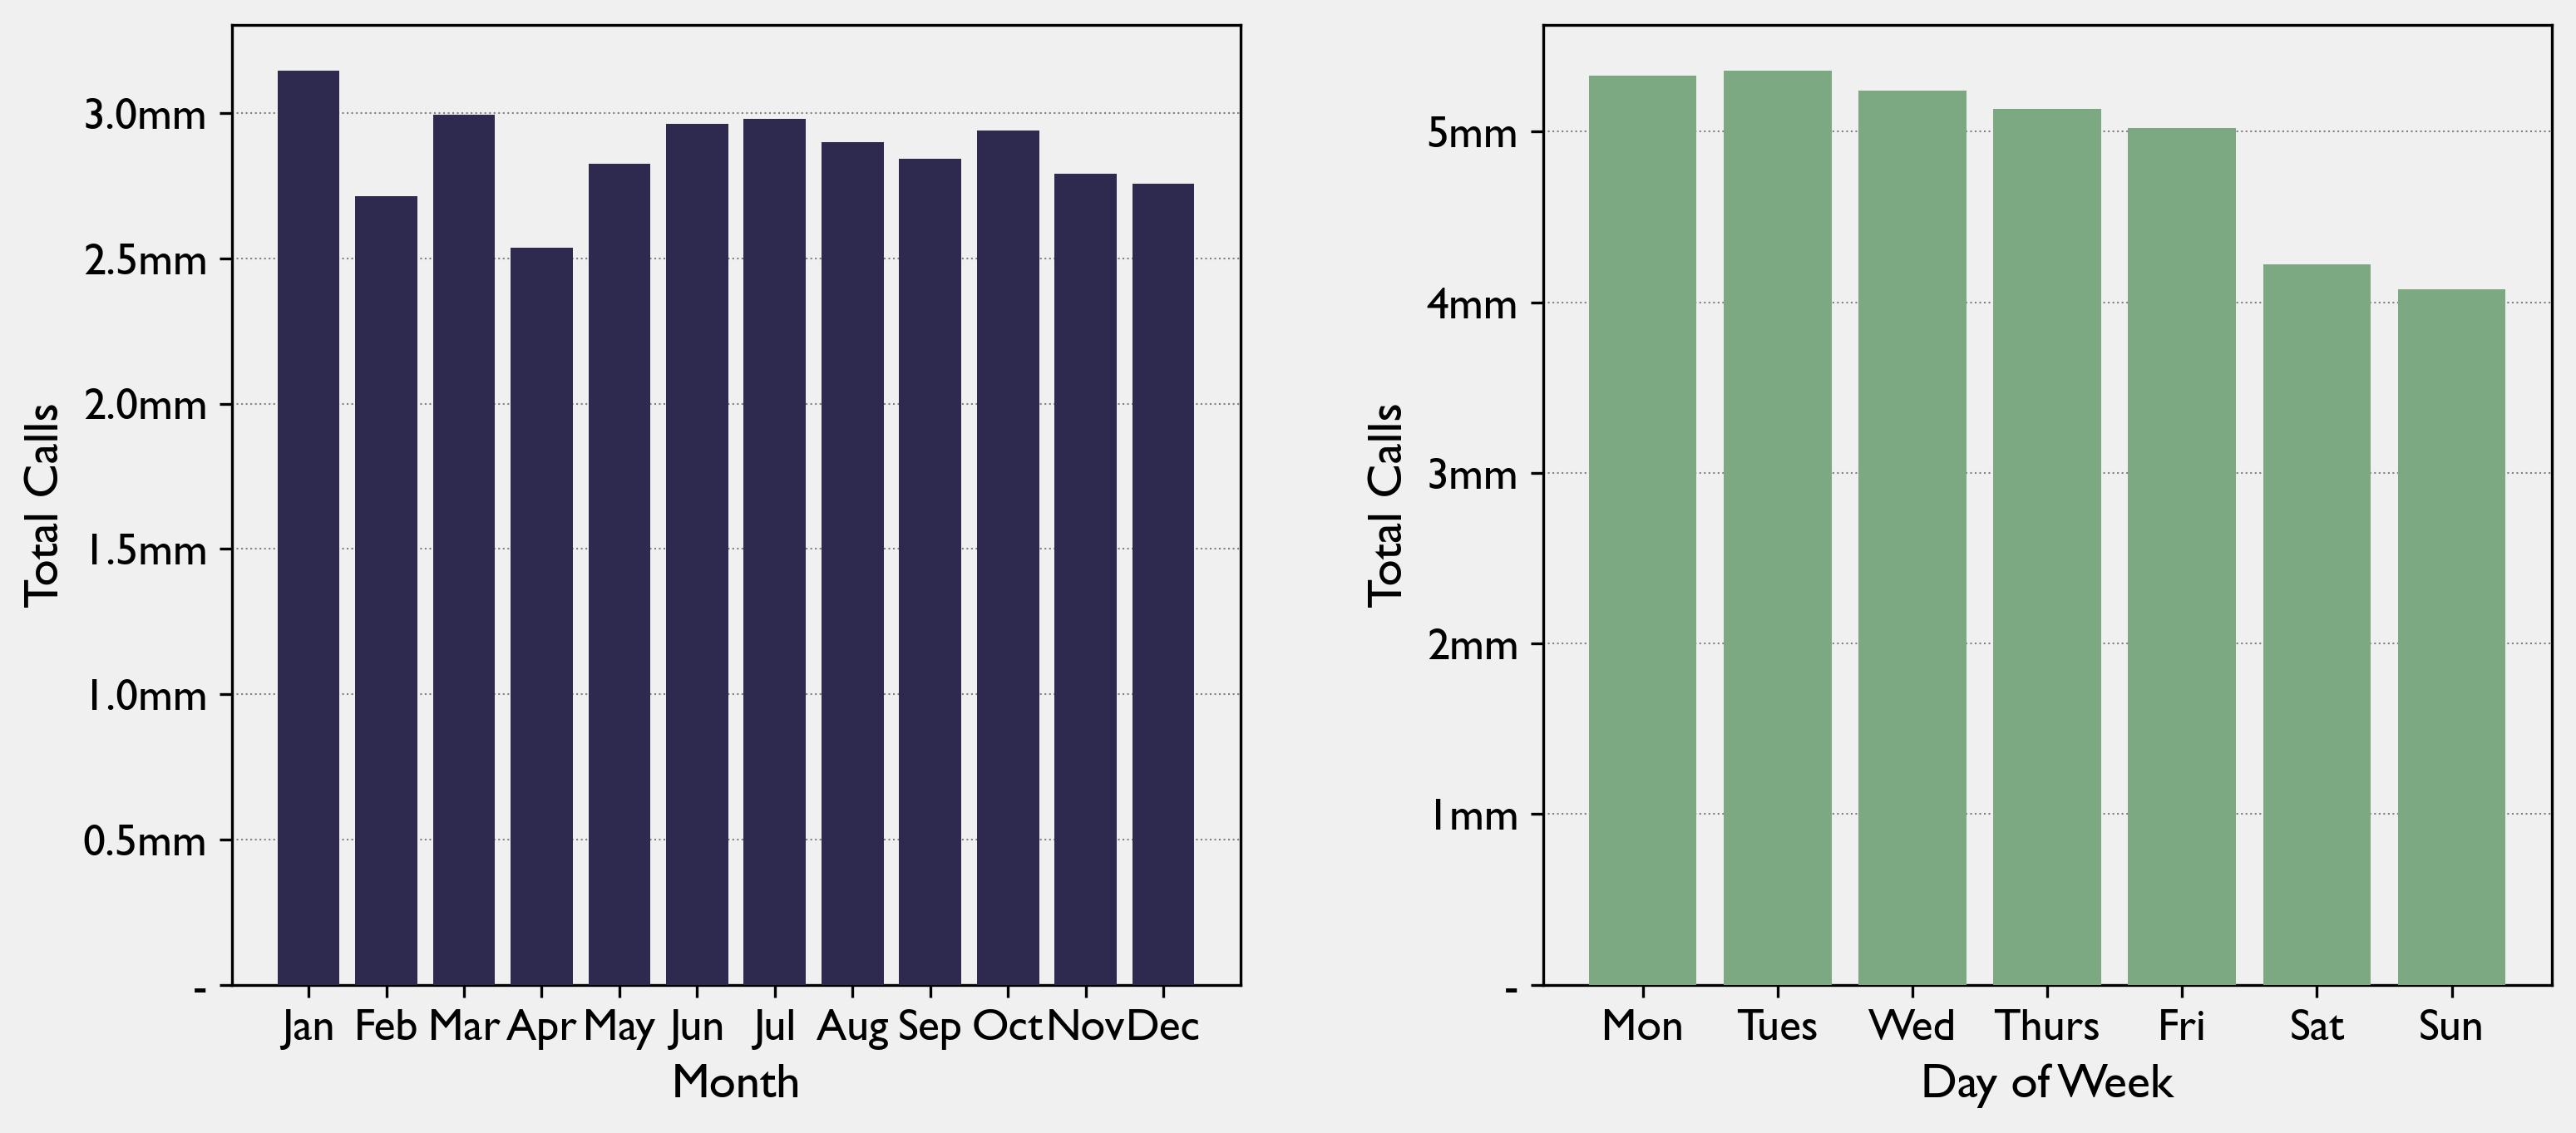 Total Calls
3.0mm
2.5mm
2.0mm
1.5mm
1.0mm
0.5mm
-
Jan Feb Mar Apr May Jun Jul Aug Sep Oct Nov Dec
Month
Total Calls
5mm
4mm
3mm
2mm
1mm
-
Mon Tues Wed Thurs Fri Sat Sun
Day of Week